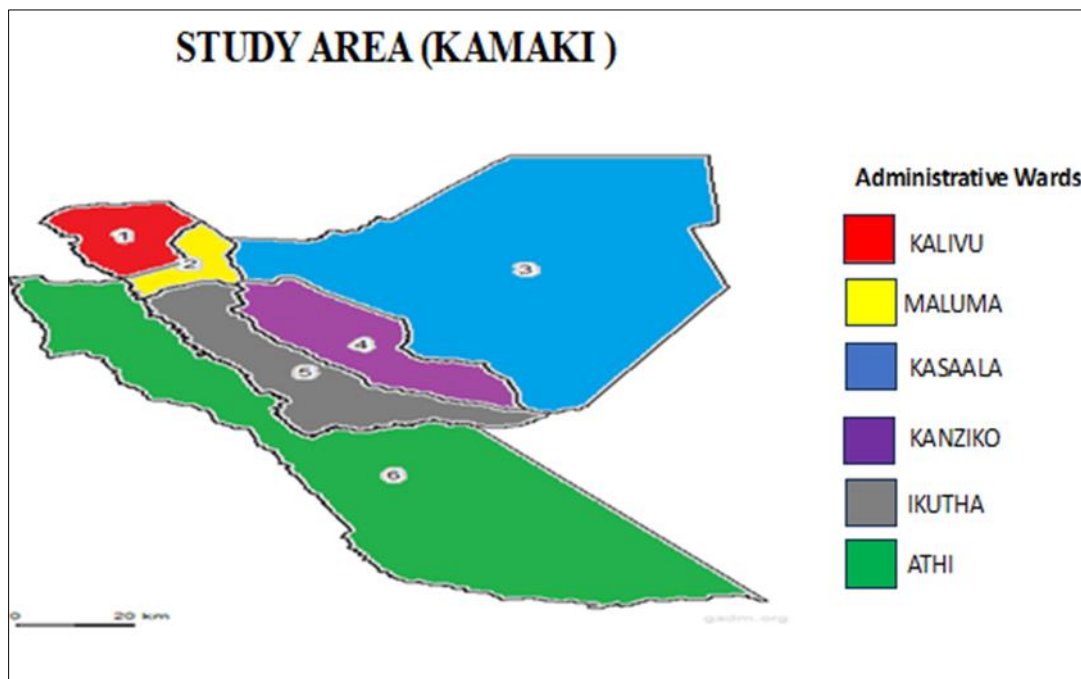 STUDY AREA (KAMAKI )
Administrative Wards
1
KALIVU
2
MALUMA
3
KASAALA
4
KANZIKO
5
IKUTHA
6
ATHI
0 20 km
gadm.org